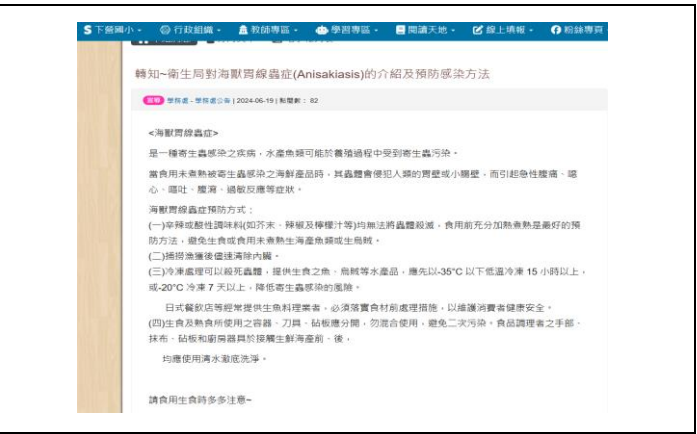 S 下營國小 行政組織 教師專區 學習專區 閱讀天地 線上填報 粉絲專頁
轉知~衛生局對海獸胃線蟲症(Anisakiasis)的介紹及預防感染方法
學務處 - 學務處公告 | 2024-06-19 | 點閱數： 82
<海獸胃線蟲症>
是一種寄生蟲感染之疾病，水產魚類可能於養殖過程中受到寄生蟲污染。
當食用未煮熟被寄生蟲感染之海鮮產品時，其蟲體會侵犯人類的胃壁或小腸壁，而引起急性腹痛、噁
心、嘔吐、腹瀉、過敏反應等症狀。
海獸胃線蟲症預防方式：
(一)辛辣或酸性調味料(如芥末、辣椒及檸檬汁等)均無法將蟲體殺滅，食用前充分加熱煮熟是最好的預
防方法，避免生食或食用未煮熟生海產魚類或生烏賊。
(二)捕撈漁獲後儘速清除內臟。
(三)冷凍處理可以殺死蟲體，提供生食之魚、烏賊等水產品，應先以-35°C 以下低溫冷凍 15 小時以上，
或-20°C 冷凍 7 天以上，降低寄生蟲感染的風險。
日式餐飲店等經常提供生魚料理業者，必須落實食材前處理措施，以維護消費者健康安全。
(四)生食及熟食所使用之容器、刀具、砧板應分開，勿混合使用，避免二次污染。食品調理者之手部、
抹布、砧板和廚房器具於接觸生鮮海產前、後，
均應使用清水澈底洗淨。
請食用生食時多多注意~